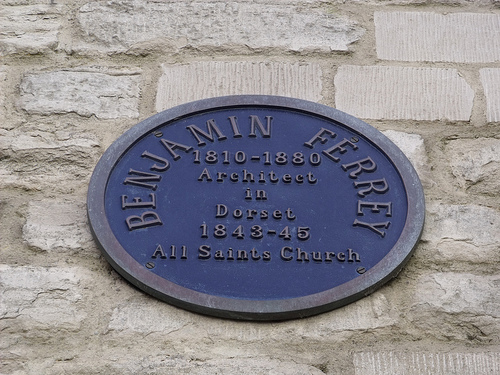 BENJAMIN FERREY
1810-1880
Architect
in
Dorset
1843-45
All Saints Church